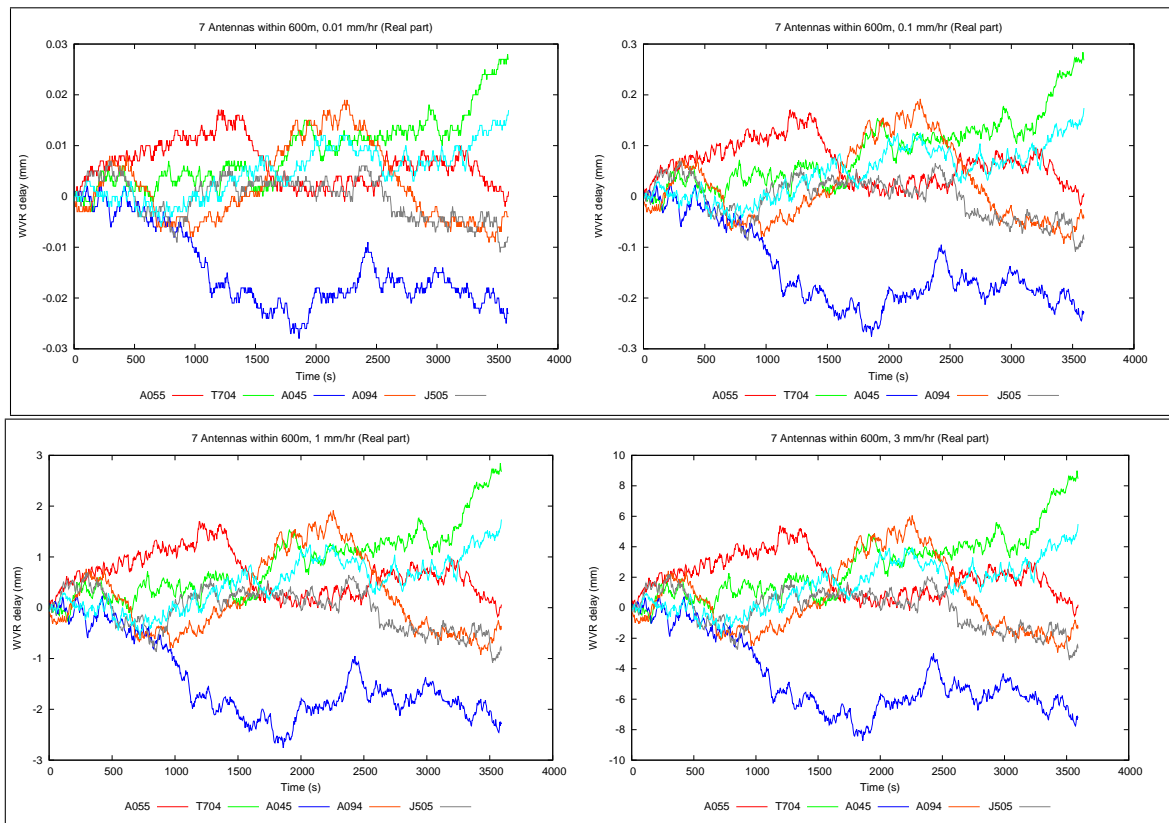 7 Antennas within 600m, 0.01 mm/hr (Real part)
WVR delay (mm)
0.03
0.02
0.01
0
-0.01
-0.02
-0.03
0 500 1000 1500 2000 2500 3000 3500 4000
Time (s)
A055 T704 A045 A094 J505
7 Antennas within 600m, 0.1 mm/hr (Real part)
WVR delay (mm)
0.3
0.2
0.1
0
-0.1
-0.2
-0.3
0 500 1000 1500 2000 2500 3000 3500 4000
Time (s)
A055 T704 A045 A094 J505
7 Antennas within 600m, 1 mm/hr (Real part)
WVR delay (mm)
3
2
1
0
-1
-2
-3
0 500 1000 1500 2000 2500 3000 3500 4000
Time (s)
A055 T704 A045 A094 J505
7 Antennas within 600m, 3 mm/hr (Real part)
WVR delay (mm)
10
8
6
4
2
0
-2
-4
-6
-8
-10
0 500 1000 1500 2000 2500 3000 3500 4000
Time (s)
A055 T704 A045 A094 J505